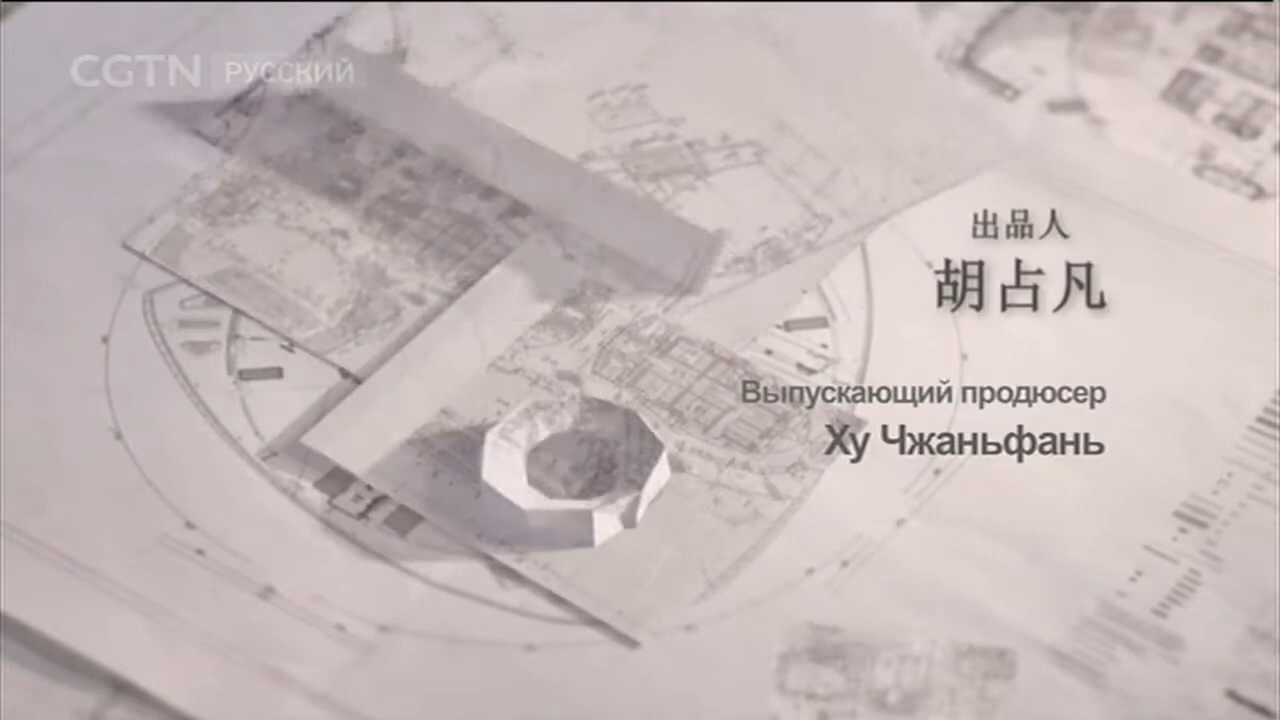 CGTN РУССКИЙ
出品人
胡占凡
Выпускающий продюсер
Ху Чжаньфань